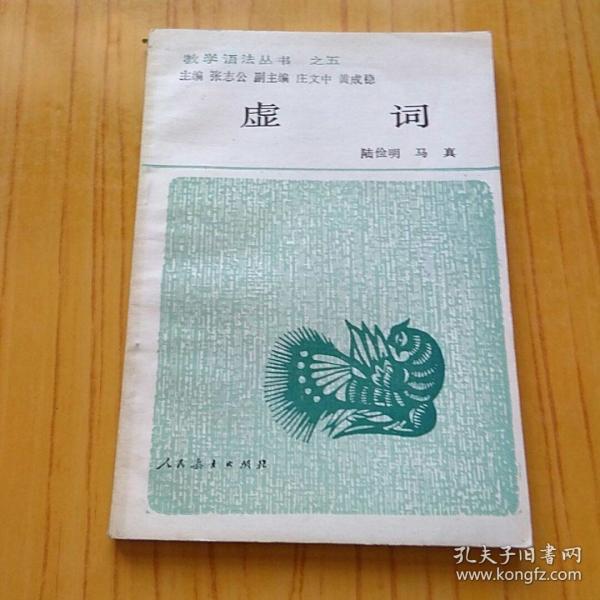 教学语法丛书 之五
主编 张志公 副主编 庄文中 黄成稳
虚 词
陆俭明 马 真
人民教育出版社
孔夫子旧书网
www.kongfz.com